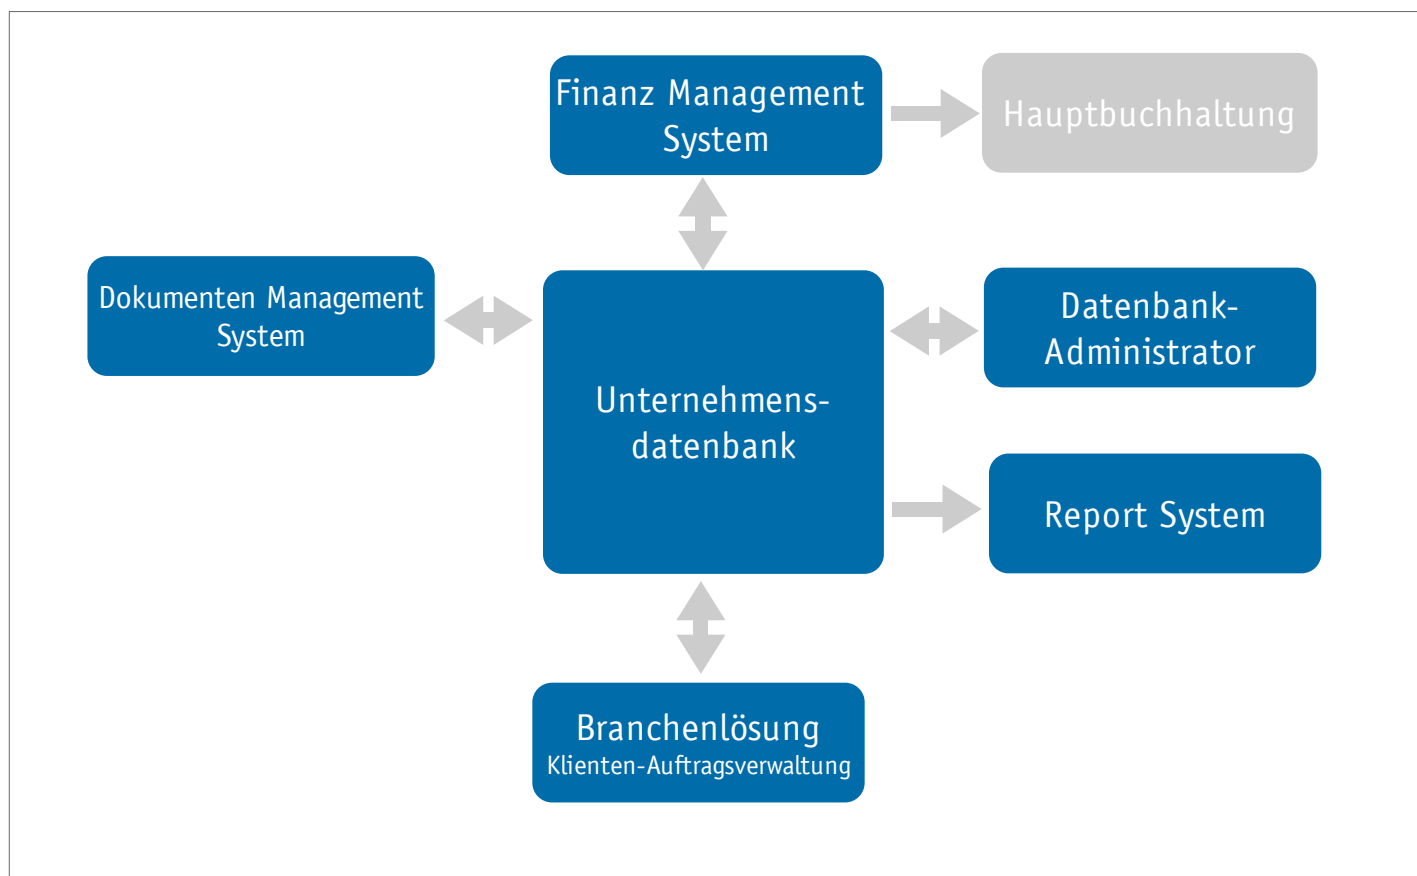 Finanz Management
System
Hauptbuchhaltung
Dokumenten Management
System
Unternehmens-
datenbank
Datenbank-
Administrator
Report System
Branchenlösung
Klienten-Auftragsverwaltung